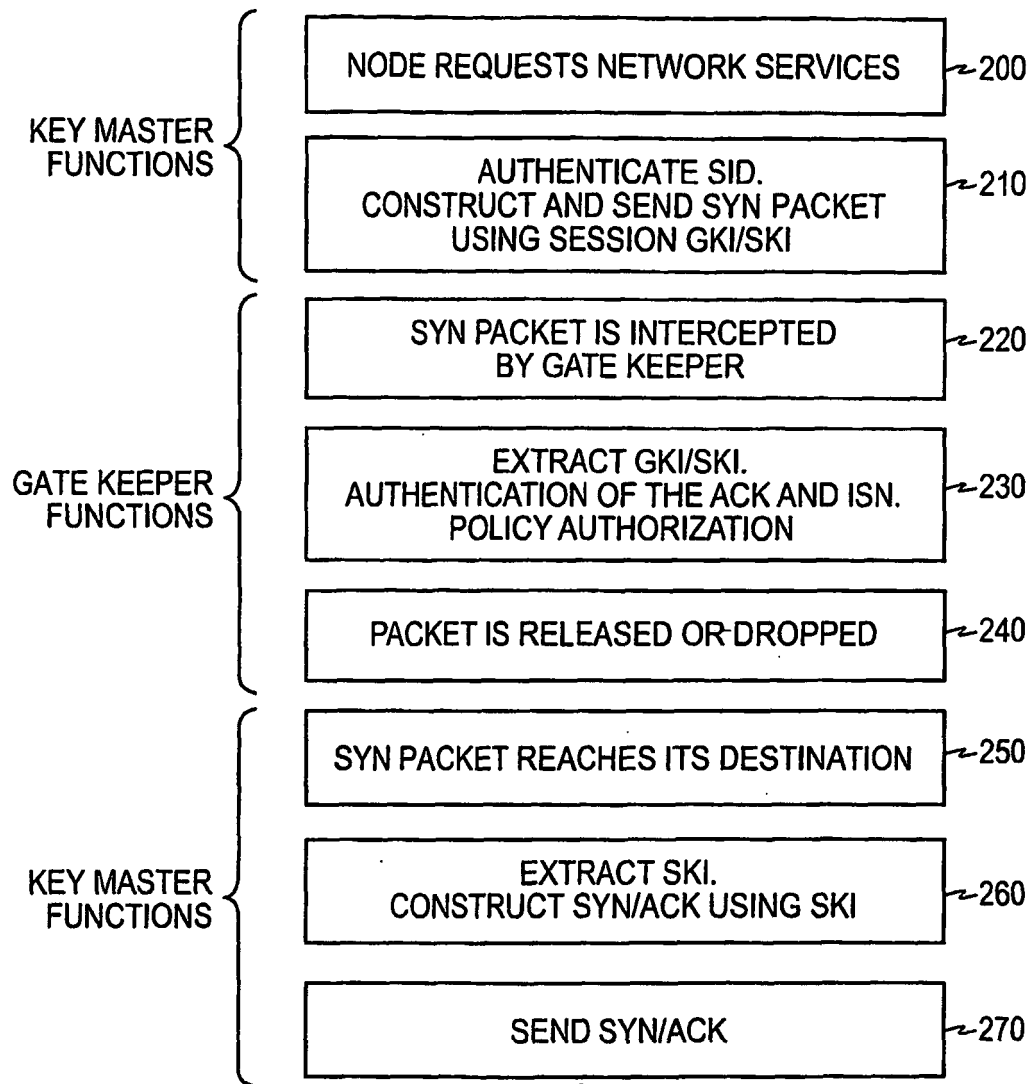 KEY MASTER
FUNCTIONS
NODE REQUESTS NETWORK SERVICES
200
AUTHENTICATE SID.
CONSTRUCT AND SEND SYN PACKET
USING SESSION GKI/SKI
210
GATE KEEPER
FUNCTIONS
SYN PACKET IS INTERCEPTED
BY GATE KEEPER
220
EXTRACT GKI/SKI.
AUTHENTICATION OF THE ACK AND ISN.
POLICY AUTHORIZATION
230
PACKET IS RELEASED OR DROPPED
240
KEY MASTER
FUNCTIONS
SYN PACKET REACHES ITS DESTINATION
250
EXTRACT SKI.
CONSTRUCT SYN/ACK USING SKI
260
SEND SYN/ACK
270